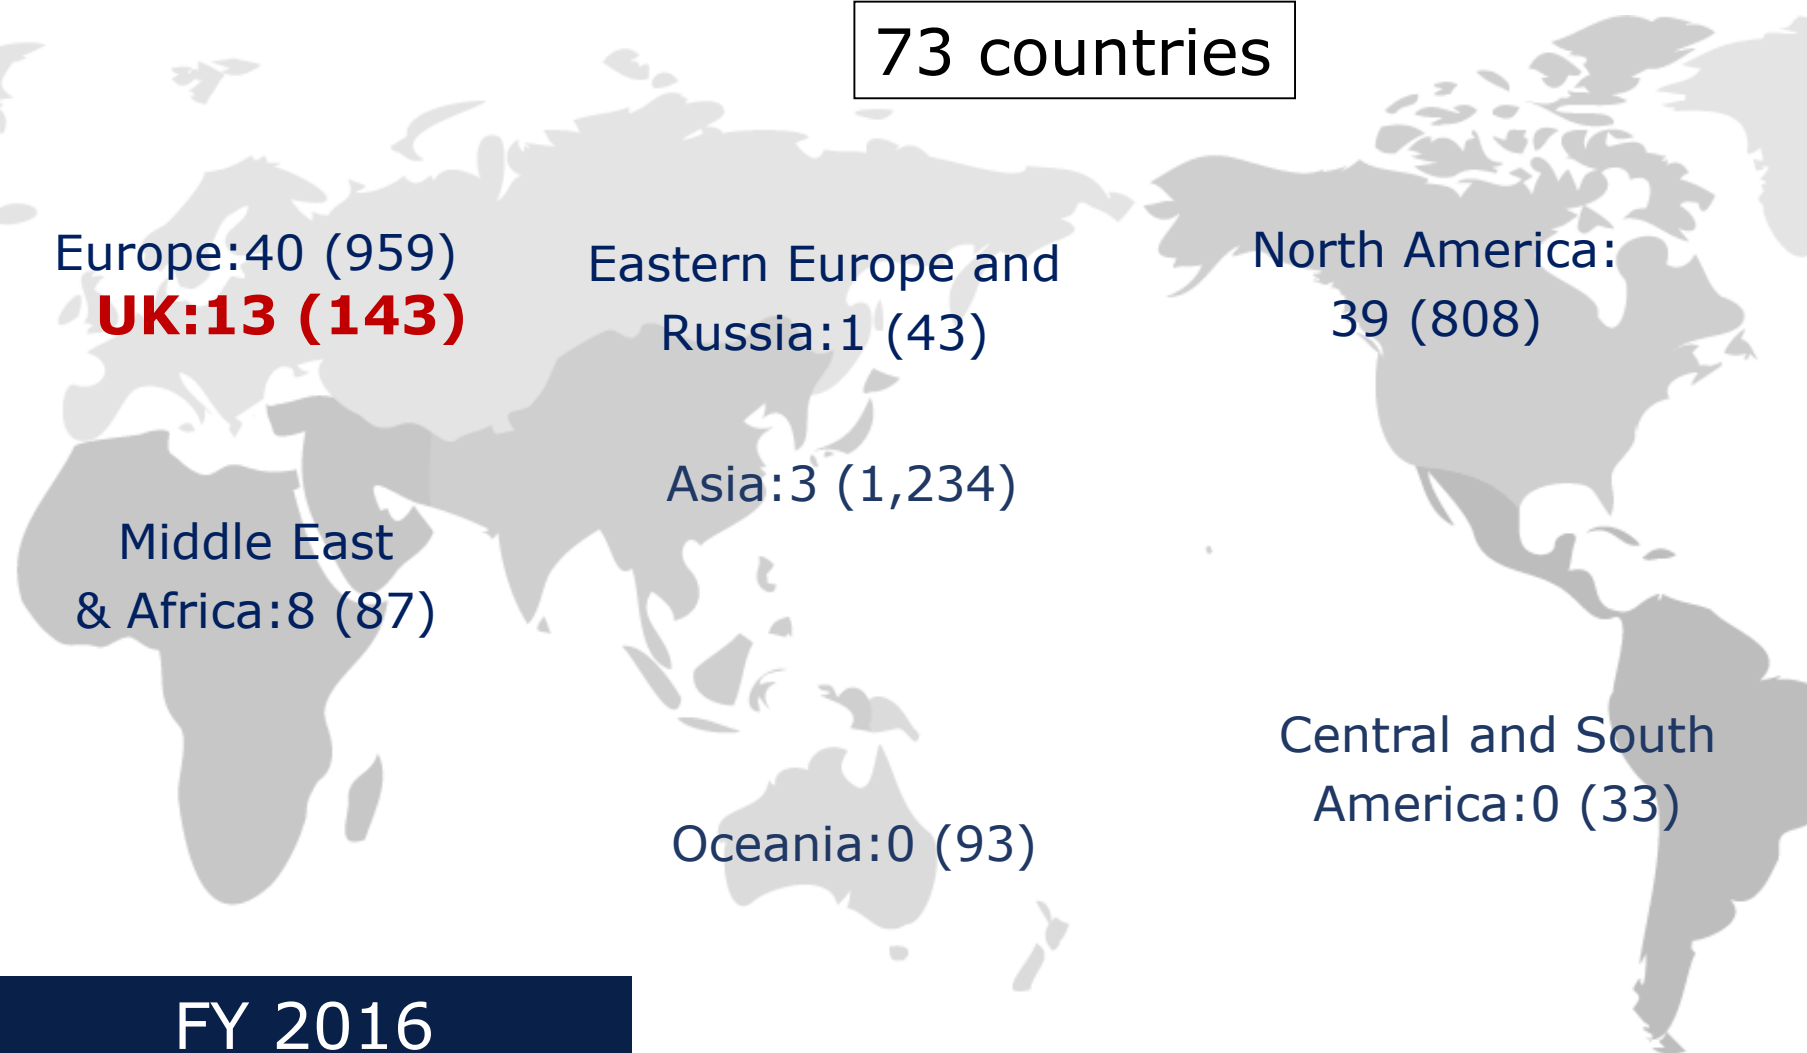 73 countries
Europe:40 (959)
UK:13 (143)
Eastern Europe and
Russia:1 (43)
North America:
39 (808)
Asia:3 (1,234)
Middle East
& Africa:8 (87)
Central and South
America:0 (33)
Oceania:0 (93)
FY 2016